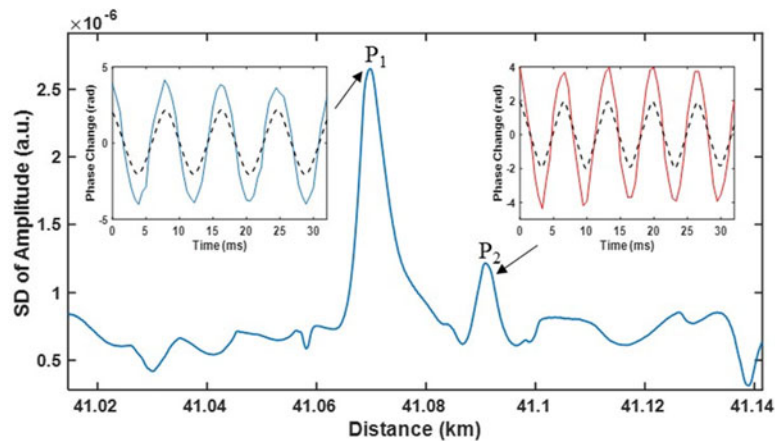 ×10⁻⁶
P₁
P₂
SD of Amplitude (a.u.)
2.5
2
1.5
1
0.5
41.02 41.04 41.06 41.08 41.1 41.12 41.14
Distance (km)
Phase Change (rad)
5
0
-5
0 5 10 15 20 25 30
Time (ms)
Phase Change (rad)
4
2
0
-2
-4
0 5 10 15 20 25 30
Time (ms)